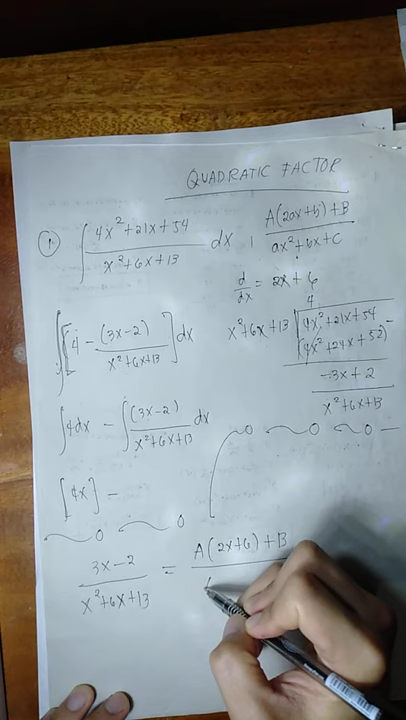 QUADRATIC FACTOR
① ∫ (4x²+21x+54)/(x²+6x+13) dx ; (A(2ax+b)+B)/(ax²+bx+c)
d/dx = 2x+6
∫[4 - (3x-2)/(x²+6x+13)]dx
4
x²+6x+13 | 4x²+21x+54
(4x²+24x+52) -
-3x+2
x²+6x+13
∫4dx - ∫(3x-2)/(x²+6x+13) dx
[4x] -
(3x-2)/(x²+6x+13) = A(2x+6)+B